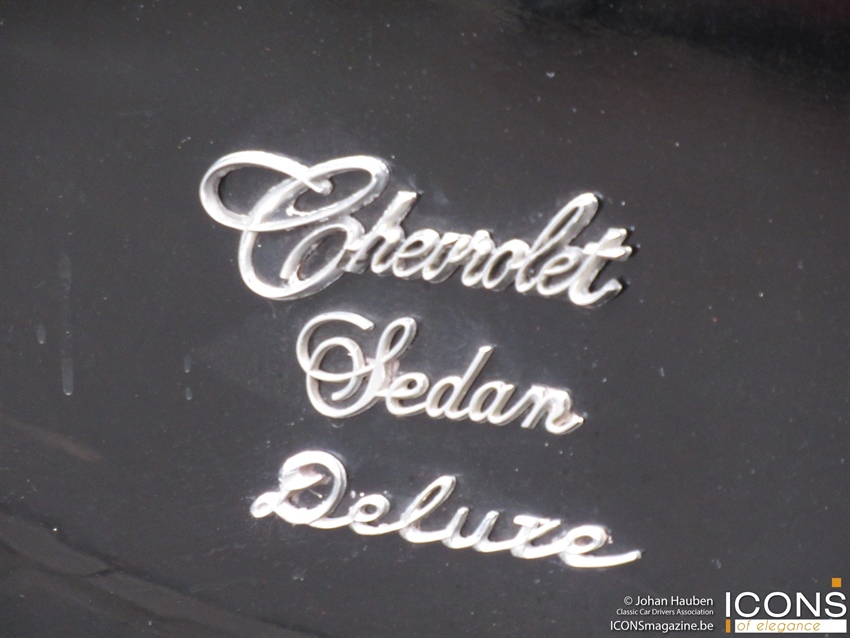 Chevrolet
Sedan
Deluxe
© Johan Hauben
Classic Car Drivers Association
ICONSmagazine.be
ICONS
of elegance